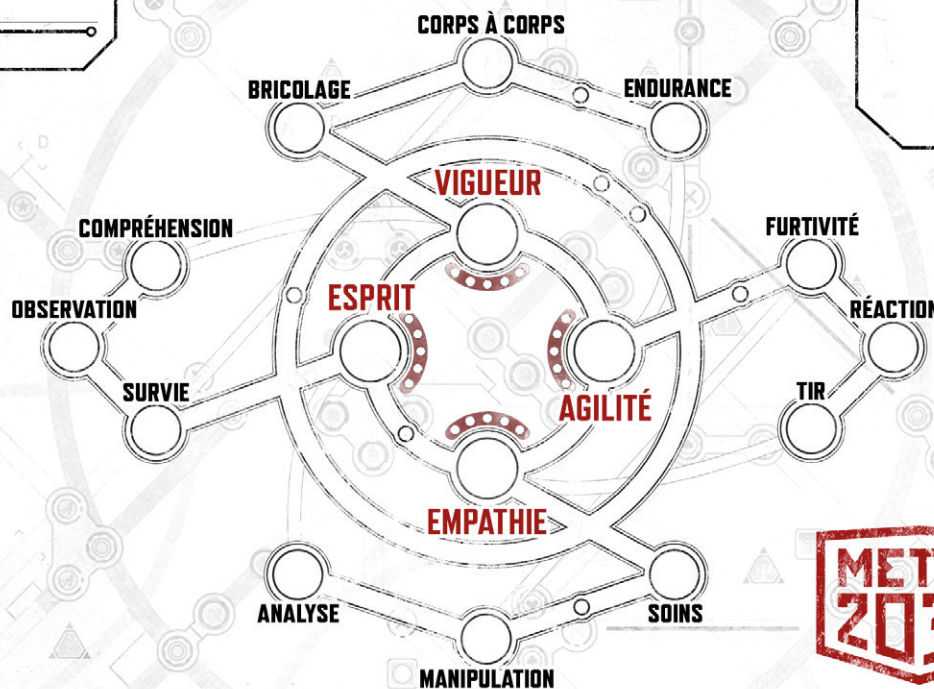 CORPS À CORPS
BRICOLAGE
ENDURANCE
VIGUEUR
COMPRÉHENSION
FURTIVITÉ
ESPRIT
OBSERVATION
RÉACTION
SURVIE
TIR
AGILITÉ
EMPATHIE
ANALYSE
SOINS
MANIPULATION